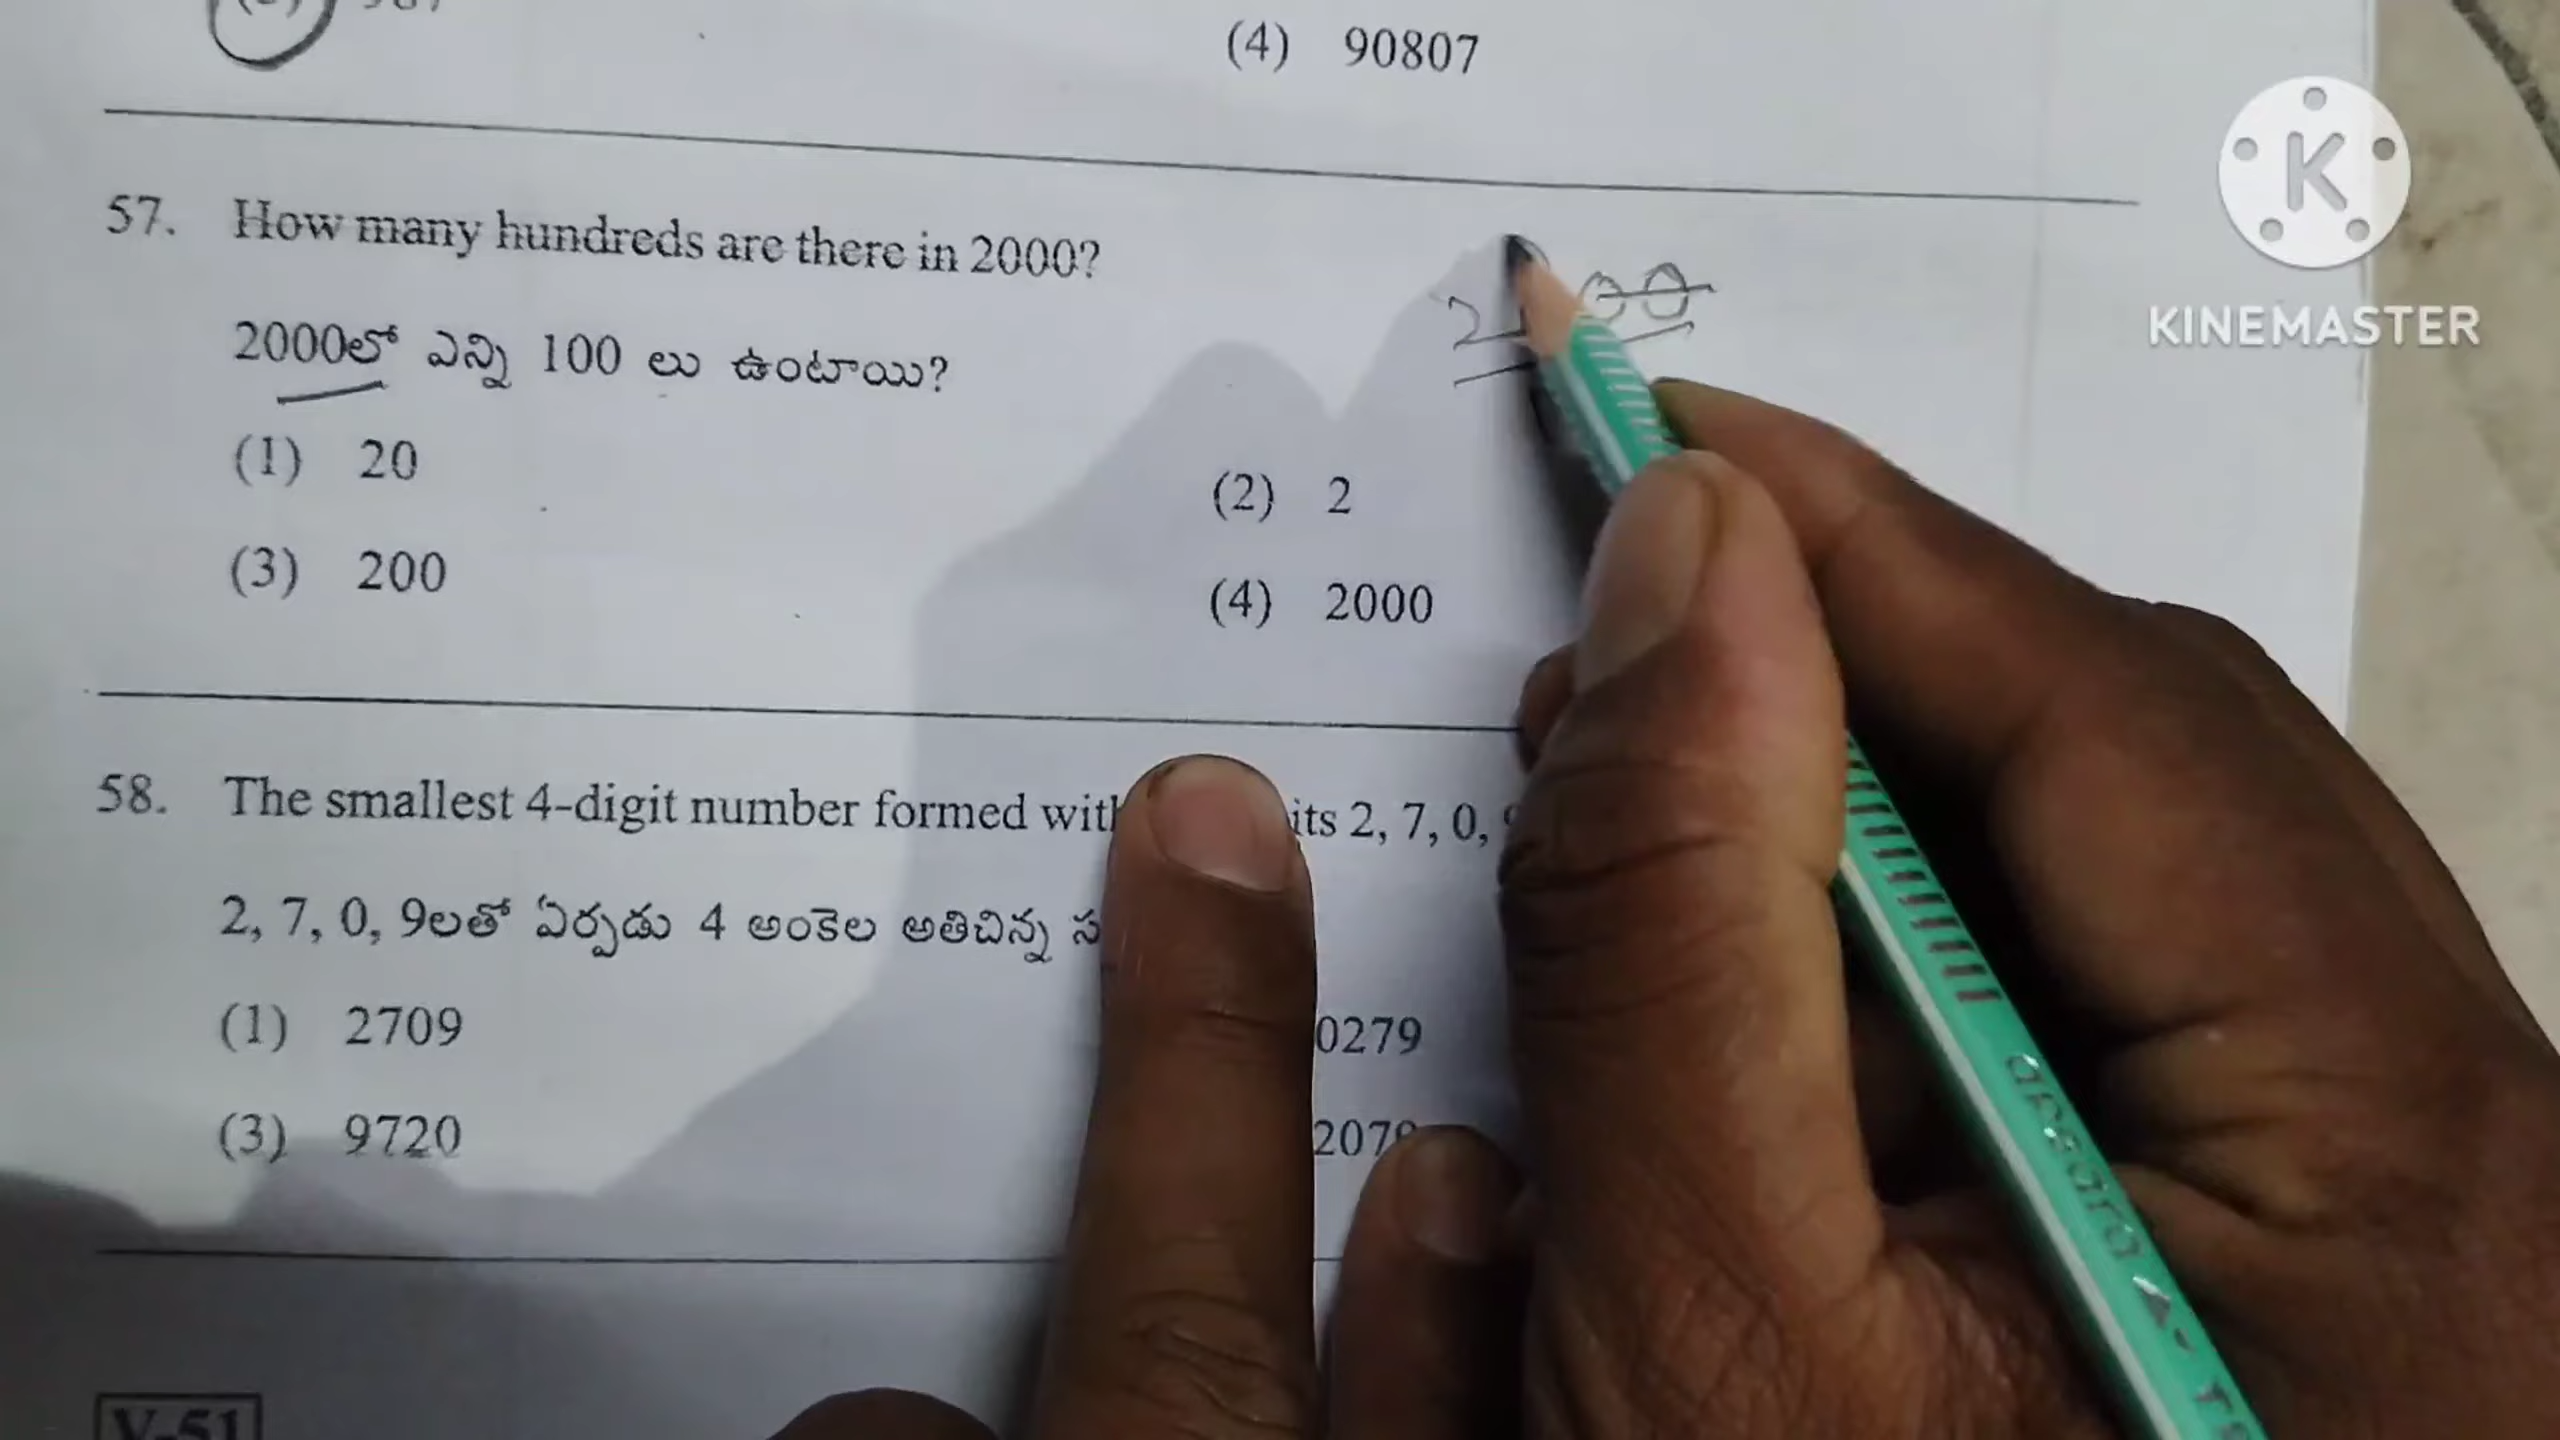 (4) 90807
57. How many hundreds are there in 2000?
2000లో ఎన్ని 100 లు ఉంటాయి?
(1) 20
(2) 2
(3) 200
(4) 2000
58. The smallest 4-digit number formed 2, 7, 0,
2, 7, 0, 9లతో ఏర్పడు 4 అంకెల అతిచిన్న
(1) 2709
0279
(3) 9720
V-51
K
KINEMASTER
apsara